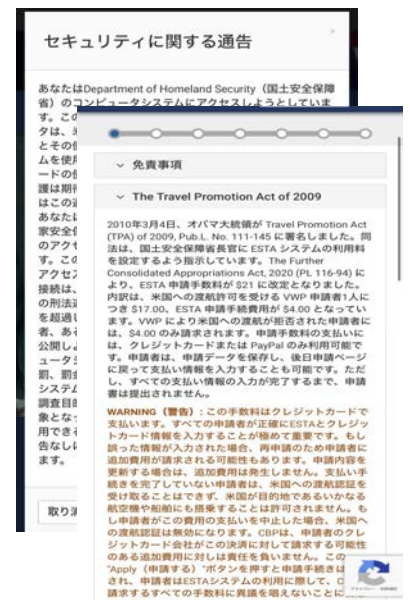 セキュリティに関する通告
あなたはDepartment of Homeland Security（国土安全保障
省）のコンピュータシステムにアクセスしようとしていま
す。この
タは、
とその使
ムを使用
ードの使
護は期待
はこの通
あなたは
家安全保
のアクセ
す。この
アクセス
接続は、
の刑法違
を超過し
者、ある
公開しよ
ュータシ
罰、罰金
システム
調査目的
象となっ
用でき
告なしに
ます。
取り消
免責事項
The Travel Promotion Act of 2009
2010年3月4日、オバマ大統領が Travel Promotion Act
(TPA) of 2009, Pub.L. No. 111-145 に署名しました。同
法は、国土安全保障省長官に ESTA システムの利用料
を設定するよう指示しています。The Further
Consolidated Appropriations Act, 2020 (PL 116-94) に
より、ESTA 申請手数料が $21 に改定となりました。
内訳は、米国への渡航許可を受ける VWP 申請者1人に
つき $17.00、ESTA 申請手続費用が $4.00 となってい
ます。VWP により米国への渡航が拒否された申請者に
は、$4.00 のみ請求されます。申請手数料の支払いに
は、クレジットカードまたは PayPal のみ利用可能で
す。申請者は、申請データを保存し、後日申請ページ
に戻って支払い情報を入力することも可能です。ただ
し、すべての支払い情報の入力が完了するまで、申請
書は提出されません。
WARNING（警告）: この手数料はクレジットカードで
支払います。すべての申請者が正確にESTAとクレジッ
トカード情報を入力することが極めて重要です。もし
誤った情報が入力された場合、再申請のため申請者に
追加費用が請求される可能性もあります。申請内容を
更新する場合は、追加費用は発生しません。支払い手
続きを完了していない申請者は、米国への渡航認証を
受け取ることはできず、米国が目的地であるいかなる
航空機や船舶にも搭乗することは許可されません。も
し申請者がこの費用の支払いを中止した場合、米国へ
の渡航認証は無効になります。CBPは、申請者のクレ
ジットカード会社がこの決済に対して請求する可能性
のある追加費用に対しは責任を負いません。この
"Apply（申請する）"ボタンを押すと申請手続きは
され、申請者はESTAシステムの利用に際して、C
請求するすべての手数料に異議を唱えないことに
プライバシー - 利用規約